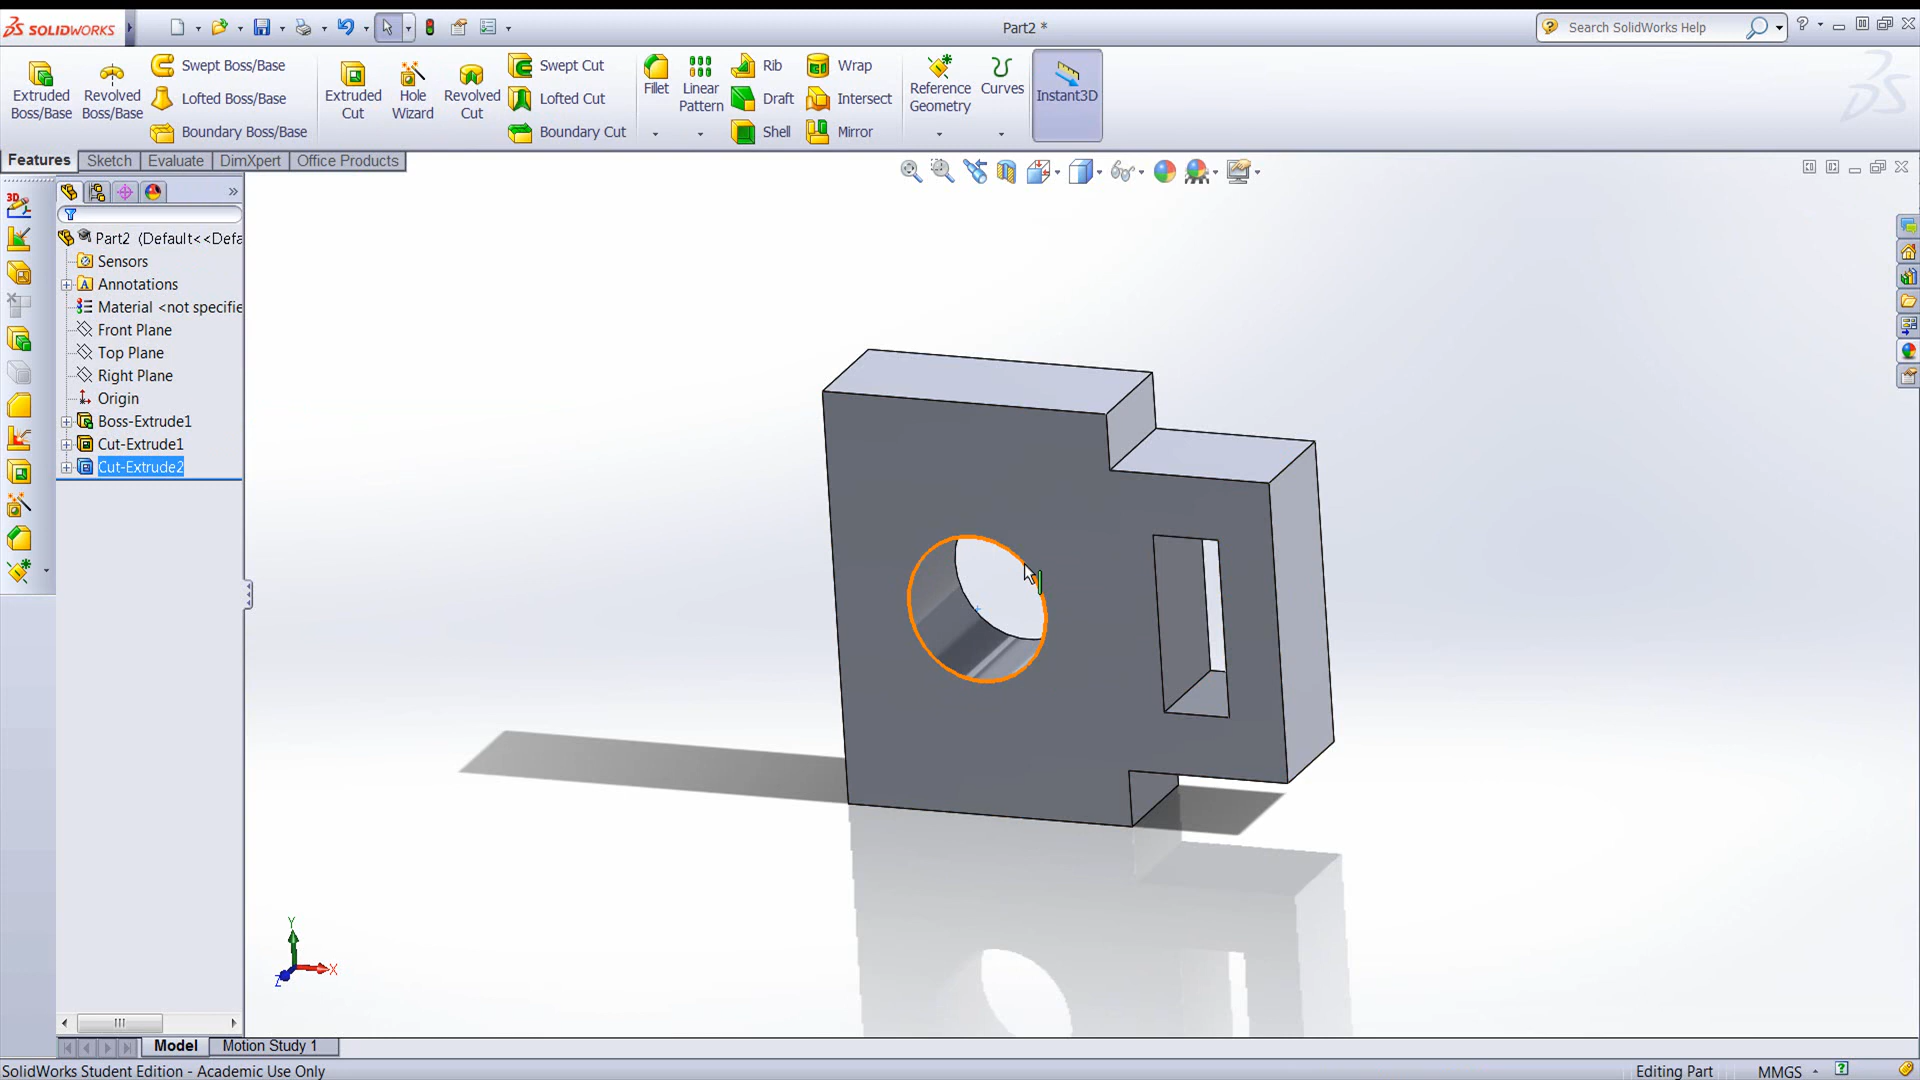 SOLIDWORKS
Part2 *
Search SolidWorks Help
Extruded Boss/Base
Revolved Boss/Base
Swept Boss/Base
Lofted Boss/Base
Boundary Boss/Base
Extruded Cut
Hole Wizard
Revolved Cut
Swept Cut
Lofted Cut
Boundary Cut
Fillet
Linear Pattern
Rib
Draft
Shell
Wrap
Intersect
Mirror
Reference Geometry
Curves
Instant3D
Features
Sketch
Evaluate
DimXpert
Office Products
3D
Part2 (Default<<Defa
Sensors
A Annotations
Material <not specifie
Front Plane
Top Plane
Right Plane
Origin
Boss-Extrude1
Cut-Extrude1
Cut-Extrude2
Y
X
Z
Model
Motion Study 1
SolidWorks Student Edition - Academic Use Only
Editing Part
MMGS